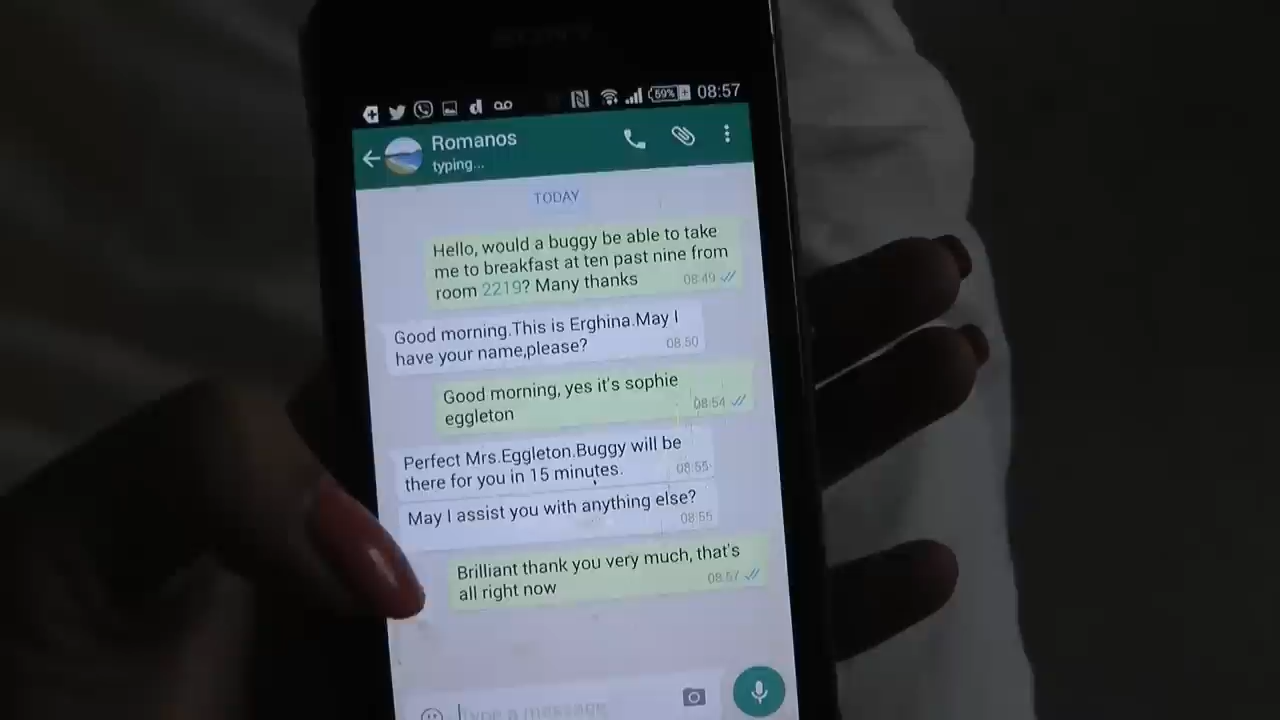 SONY
59%
08:57
Romanos
typing...
TODAY
Hello, would a buggy be able to take
me to breakfast at ten past nine from
room 2219? Many thanks
08:49
Good morning.This is Erghina.May I
have your name,please?
08:50
Good morning, yes it's sophie
eggleton
08:54
Perfect Mrs.Eggleton.Buggy will be
there for you in 15 minutes.
08:55
May I assist you with anything else?
08:55
Brilliant thank you very much, that's
all right now
08:57
Type a message